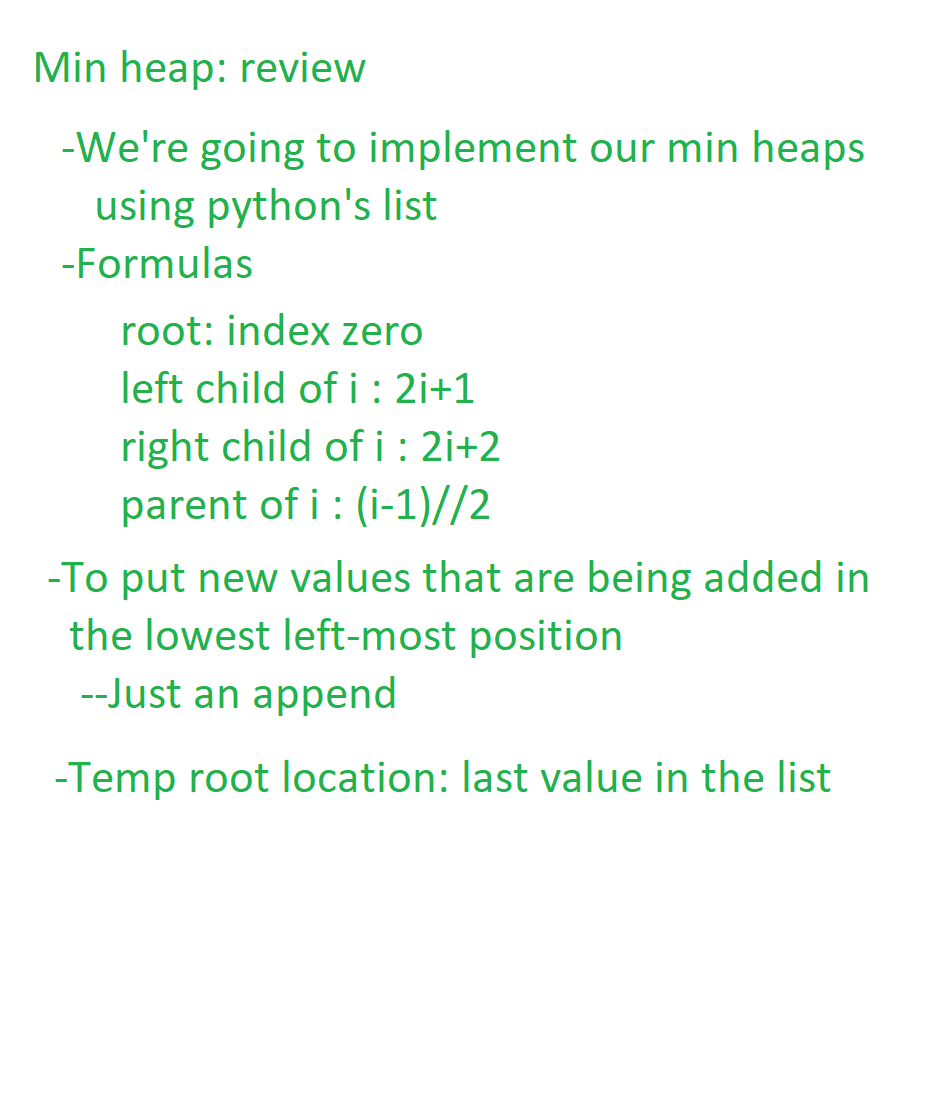 Min heap: review
-We're going to implement our min heaps
using python's list
-Formulas
root: index zero
left child of i : 2i+1
right child of i : 2i+2
parent of i : (i-1)//2
-To put new values that are being added in
the lowest left-most position
--Just an append
-Temp root location: last value in the list